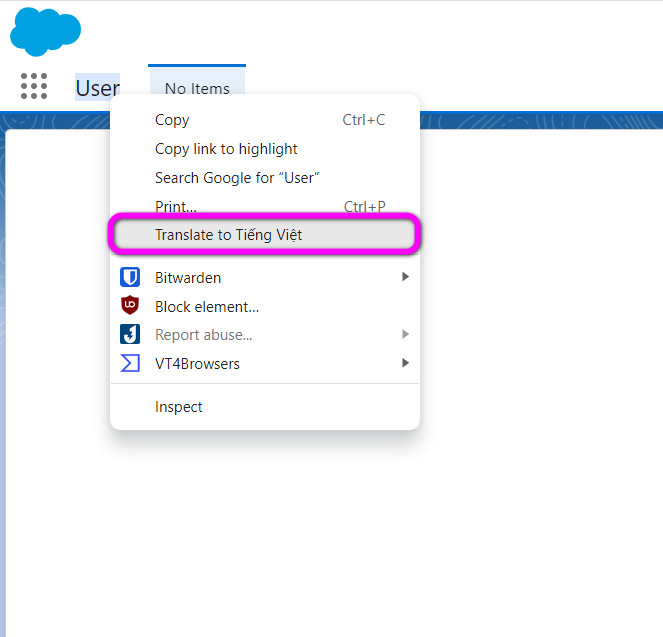 User
No Items
Copy Ctrl+C
Copy link to highlight
Search Google for “User”
Print... Ctrl+P
Translate to Tiếng Việt
Bitwarden
uo
Block element...
Report abuse...
VT4Browsers
Inspect